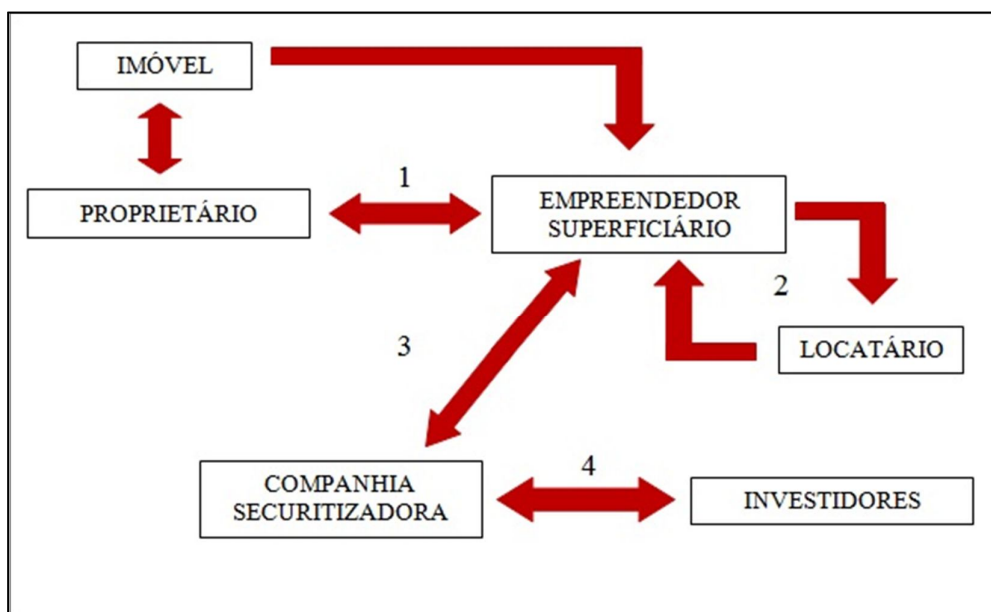 IMÓVEL
PROPRIETÁRIO
1
EMPREENDEDOR
SUPERFICIÁRIO
2
LOCATÁRIO
3
COMPANHIA
SECURITIZADORA
4
INVESTIDORES